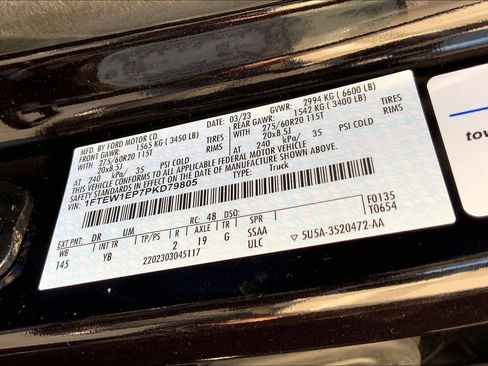 MFD. BY FORD MOTOR CO.
DATE: 03/23 GVWR: 2994 KG ( 6600 LB)
FRONT GAWR: 1565 KG ( 3450 LB)
REAR GAWR: 1542 KG ( 3400 LB)
WITH 275/60R20 115T TIRES
WITH 275/60R20 115T TIRES
20x8.5J
20x8.5J
AT 240 kPa/ 35 PSI COLD
AT 240 kPa/ 35 PSI COLD
THIS VEHICLE CONFORMS TO ALL APPLICABLE FEDERAL MOTOR VEHICLE
SAFETY STANDARDS IN EFFECT ON THE DATE OF MANUFACTURE SHOWN ABOVE.
1FTEW1EP7PKD79805
TYPE: Truck
F0135
T0654
EXT PNT: UM RC: 48 DSO:
WB INT TR TP/PS R AXLE TR SPR
145 YB 2 19 G SSAA
2202303045117 ULC
5U5A-3520472-AA
tow